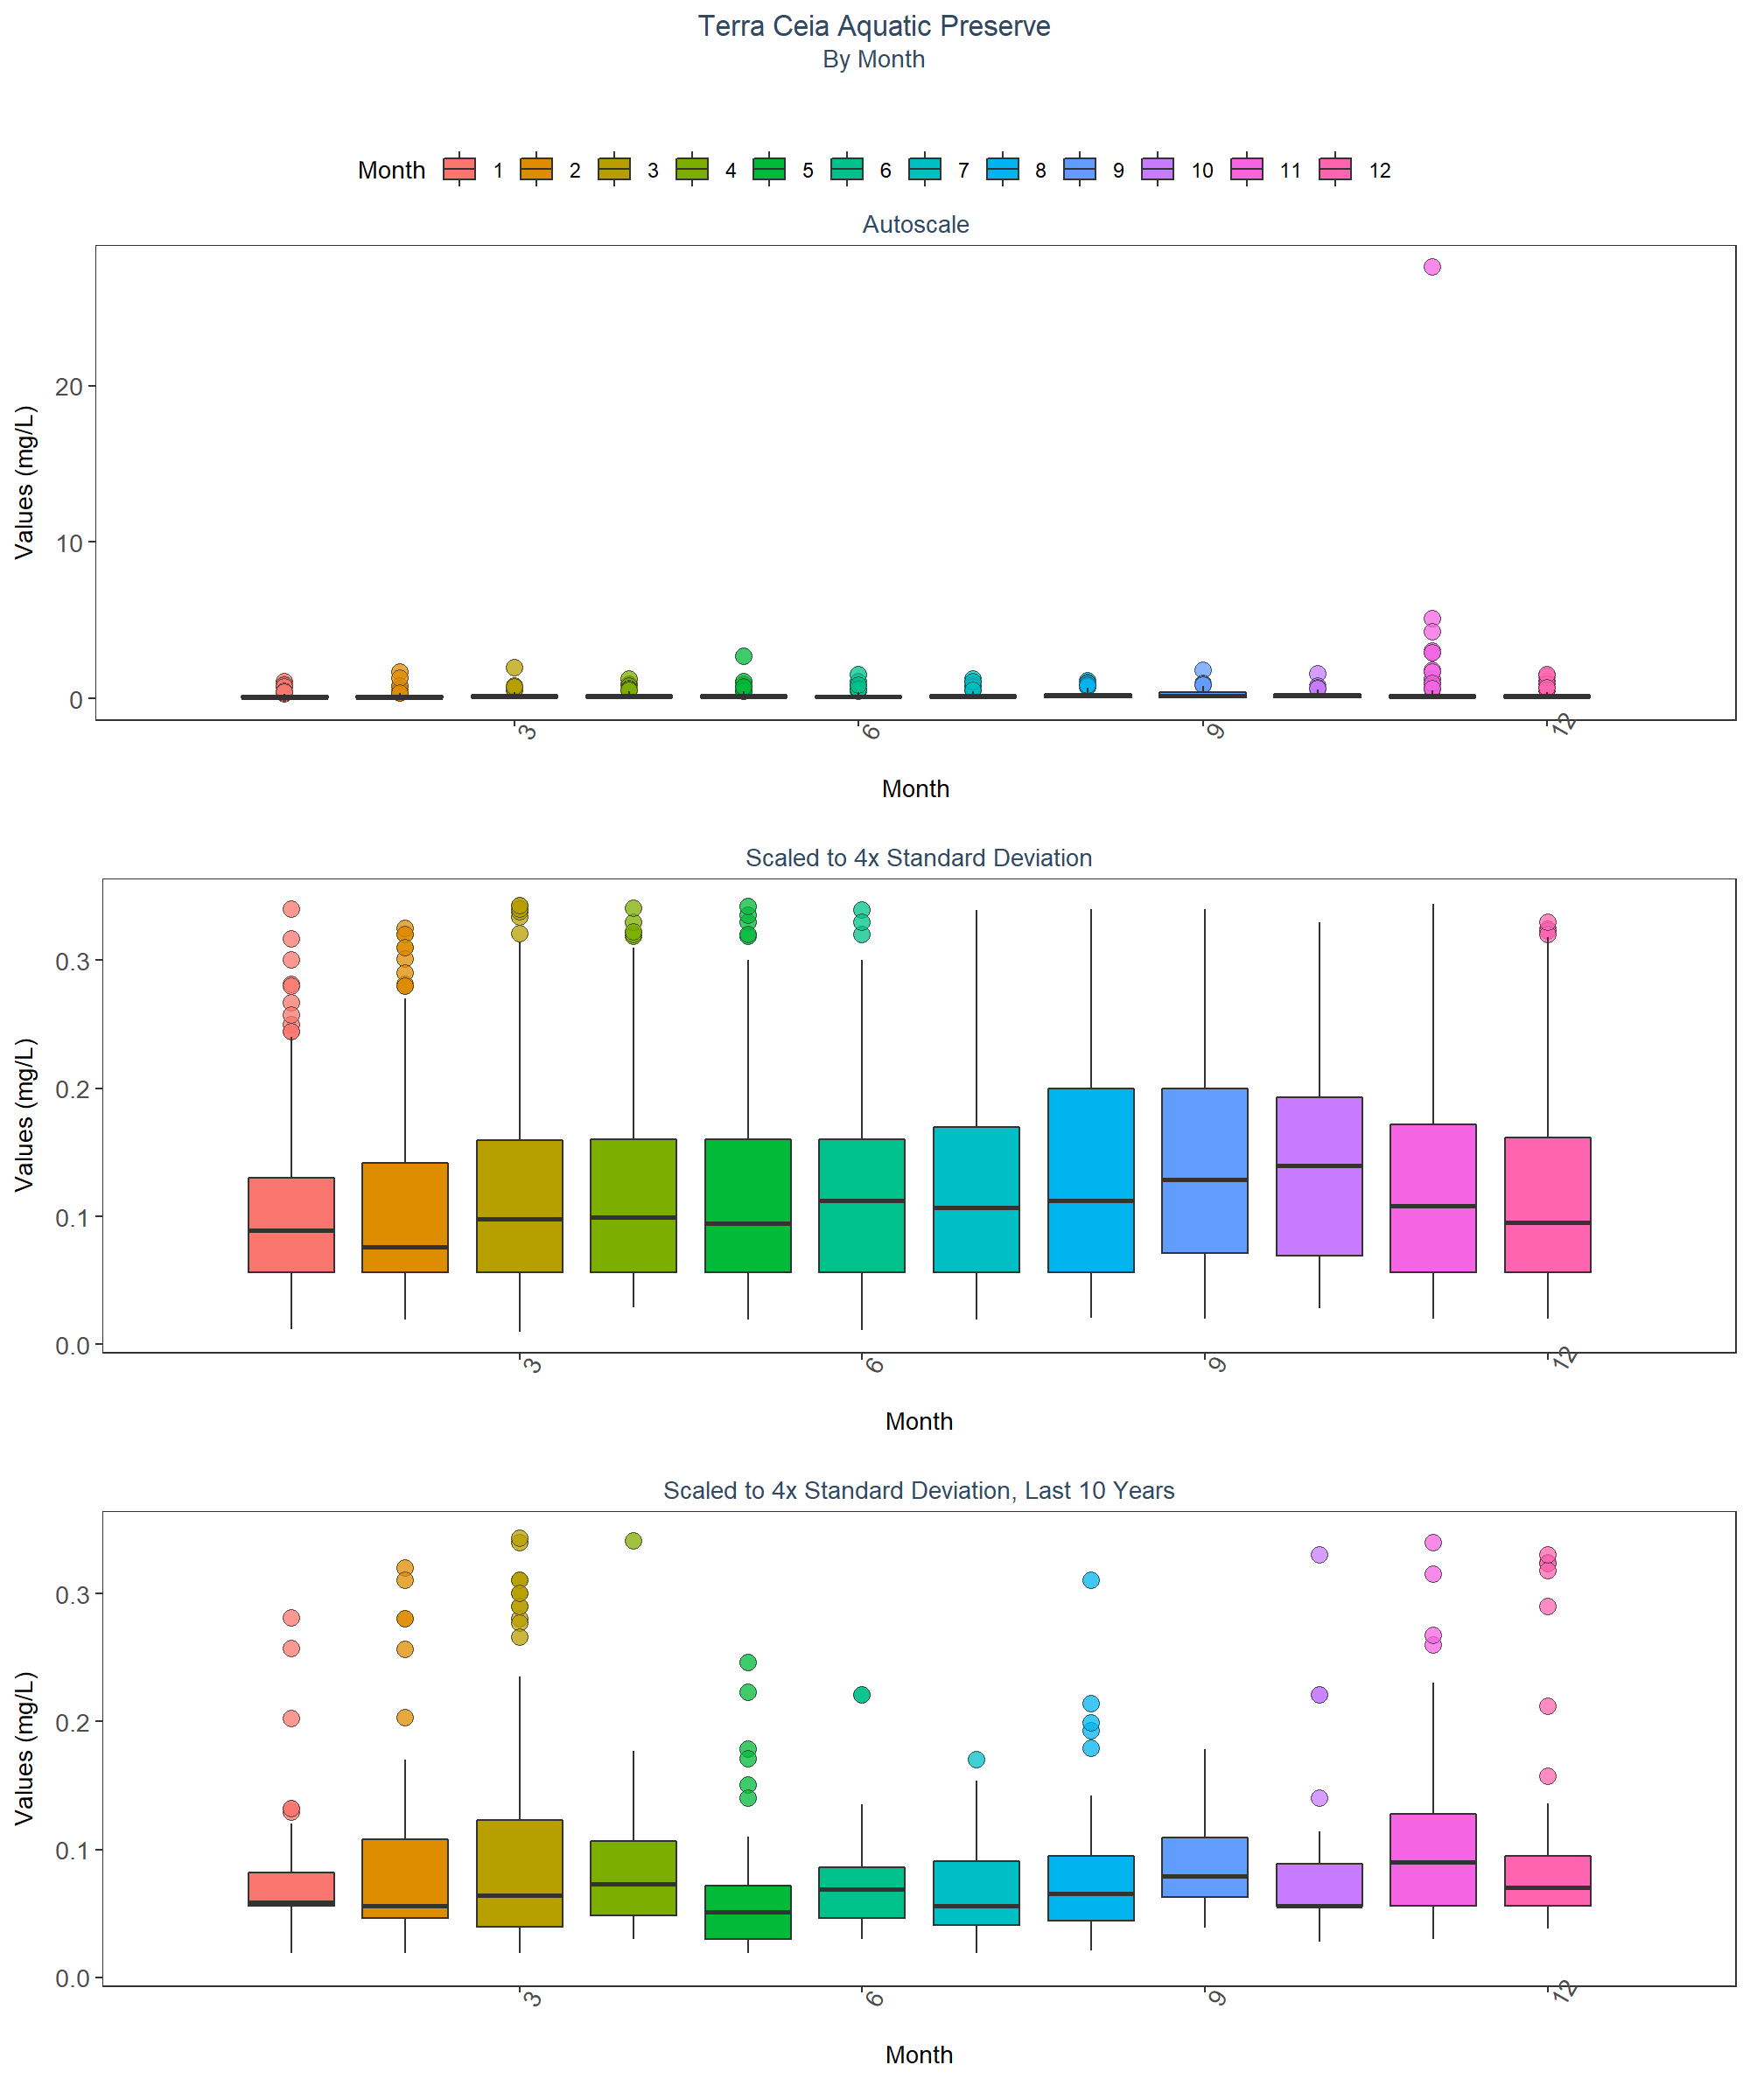 Terra Ceia Aquatic Preserve
By Month
Month 1 2 3 4 5 6 7 8 9 10 11 12
Autoscale
Values (mg/L)
20
10
0
3 6 9 12
Month
Scaled to 4x Standard Deviation
Values (mg/L)
0.3
0.2
0.1
0.0
3 6 9 12
Month
Scaled to 4x Standard Deviation, Last 10 Years
Values (mg/L)
0.3
0.2
0.1
0.0
3 6 9 12
Month